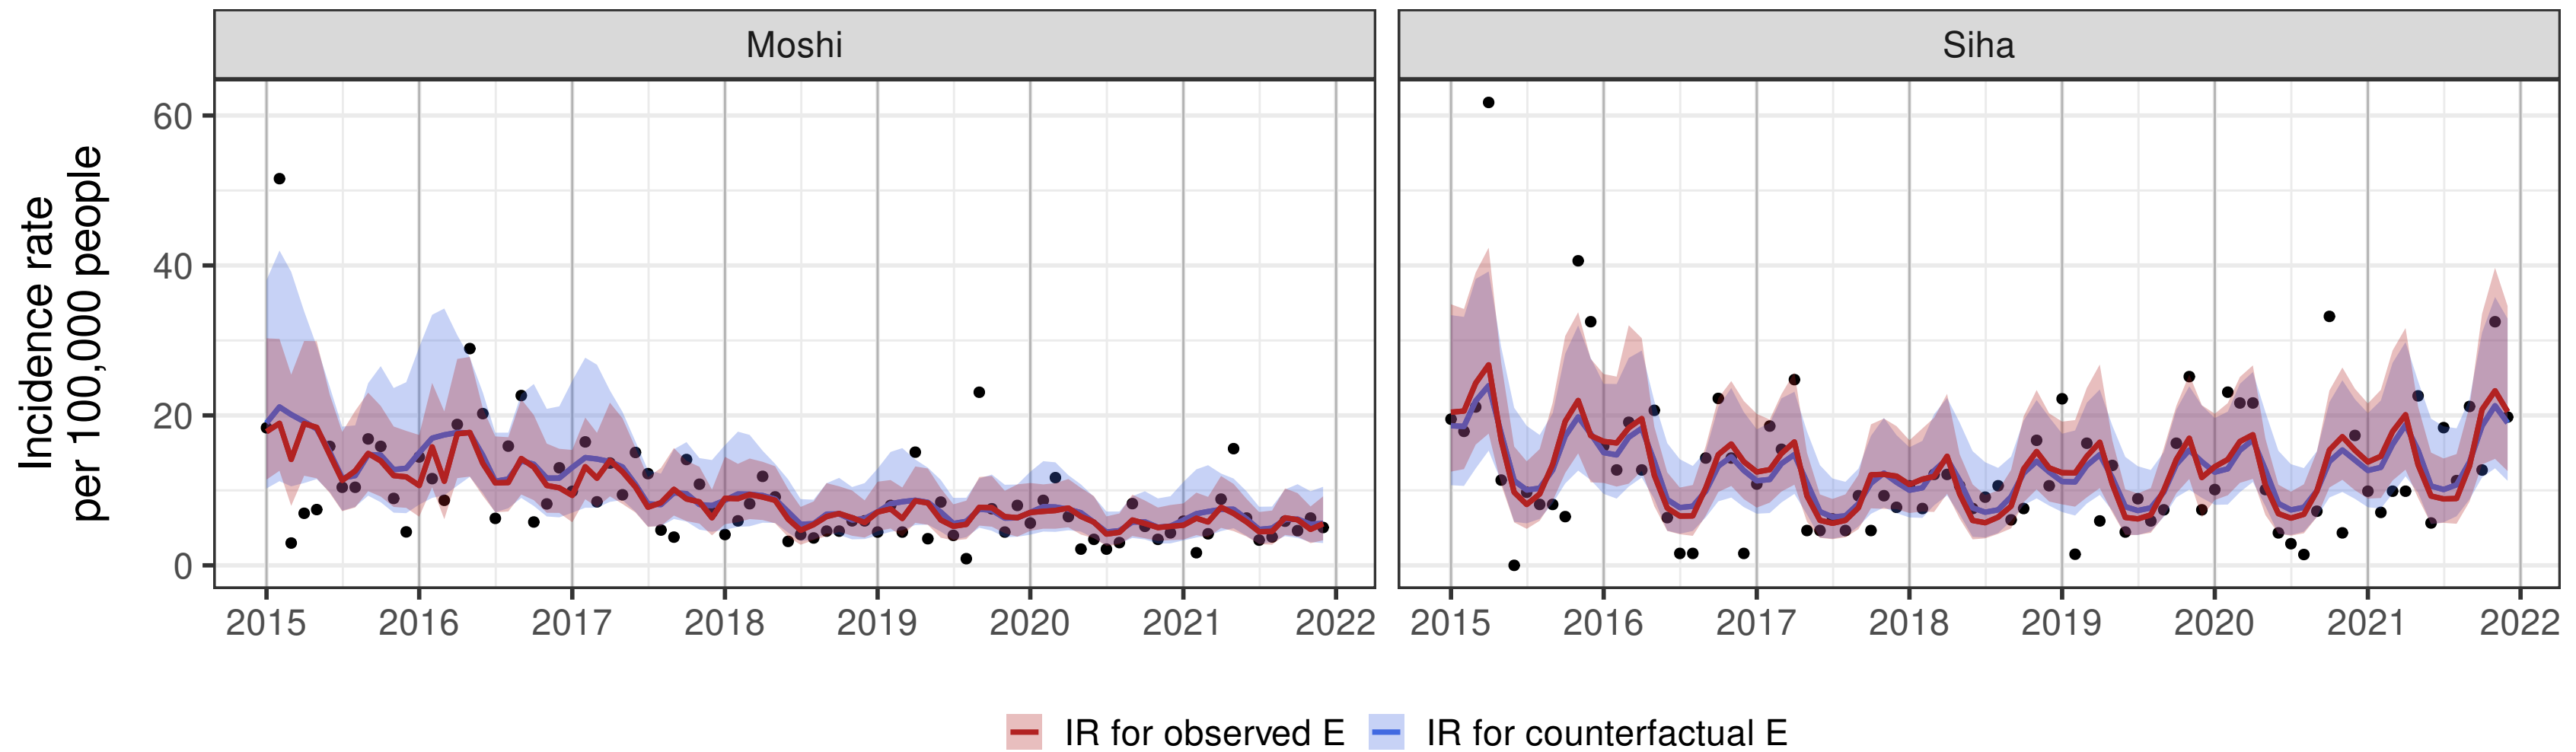 Moshi
Siha
Incidence rate
per 100,000 people
60
40
20
0
2015 2016 2017 2018 2019 2020 2021 2022
2015 2016 2017 2018 2019 2020 2021 2022
IR for observed E
IR for counterfactual E